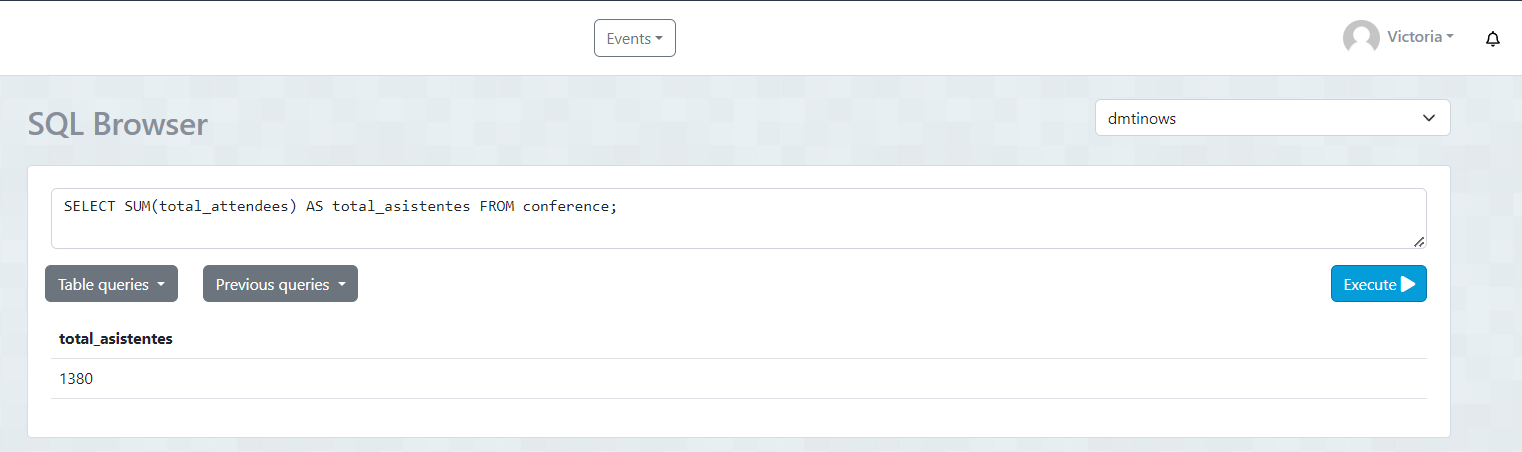 Events
Victoria
SQL Browser
dmtinows
SELECT SUM(total_attendees) AS total_asistentes FROM conference;
Table queries
Previous queries
Execute
total_asistentes
1380